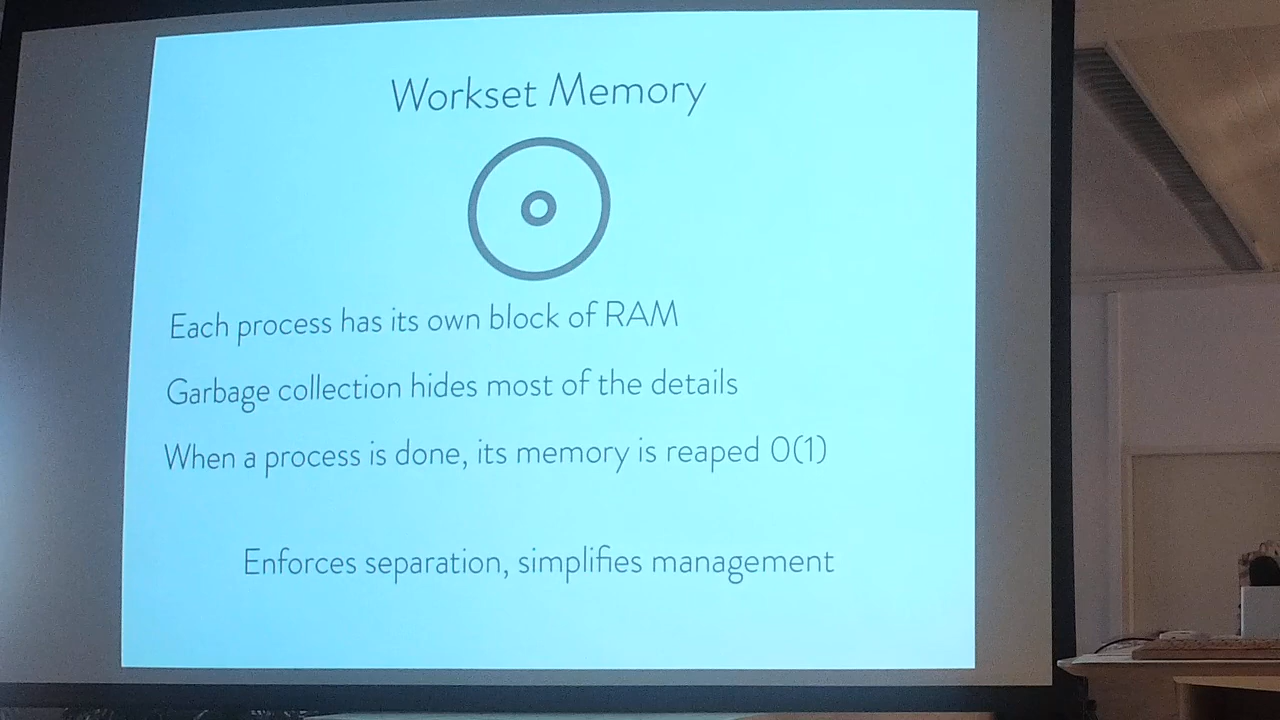 Workset Memory
Each process has its own block of RAM
Garbage collection hides most of the details
When a process is done, its memory is reaped O(1)
Enforces separation, simplifies management